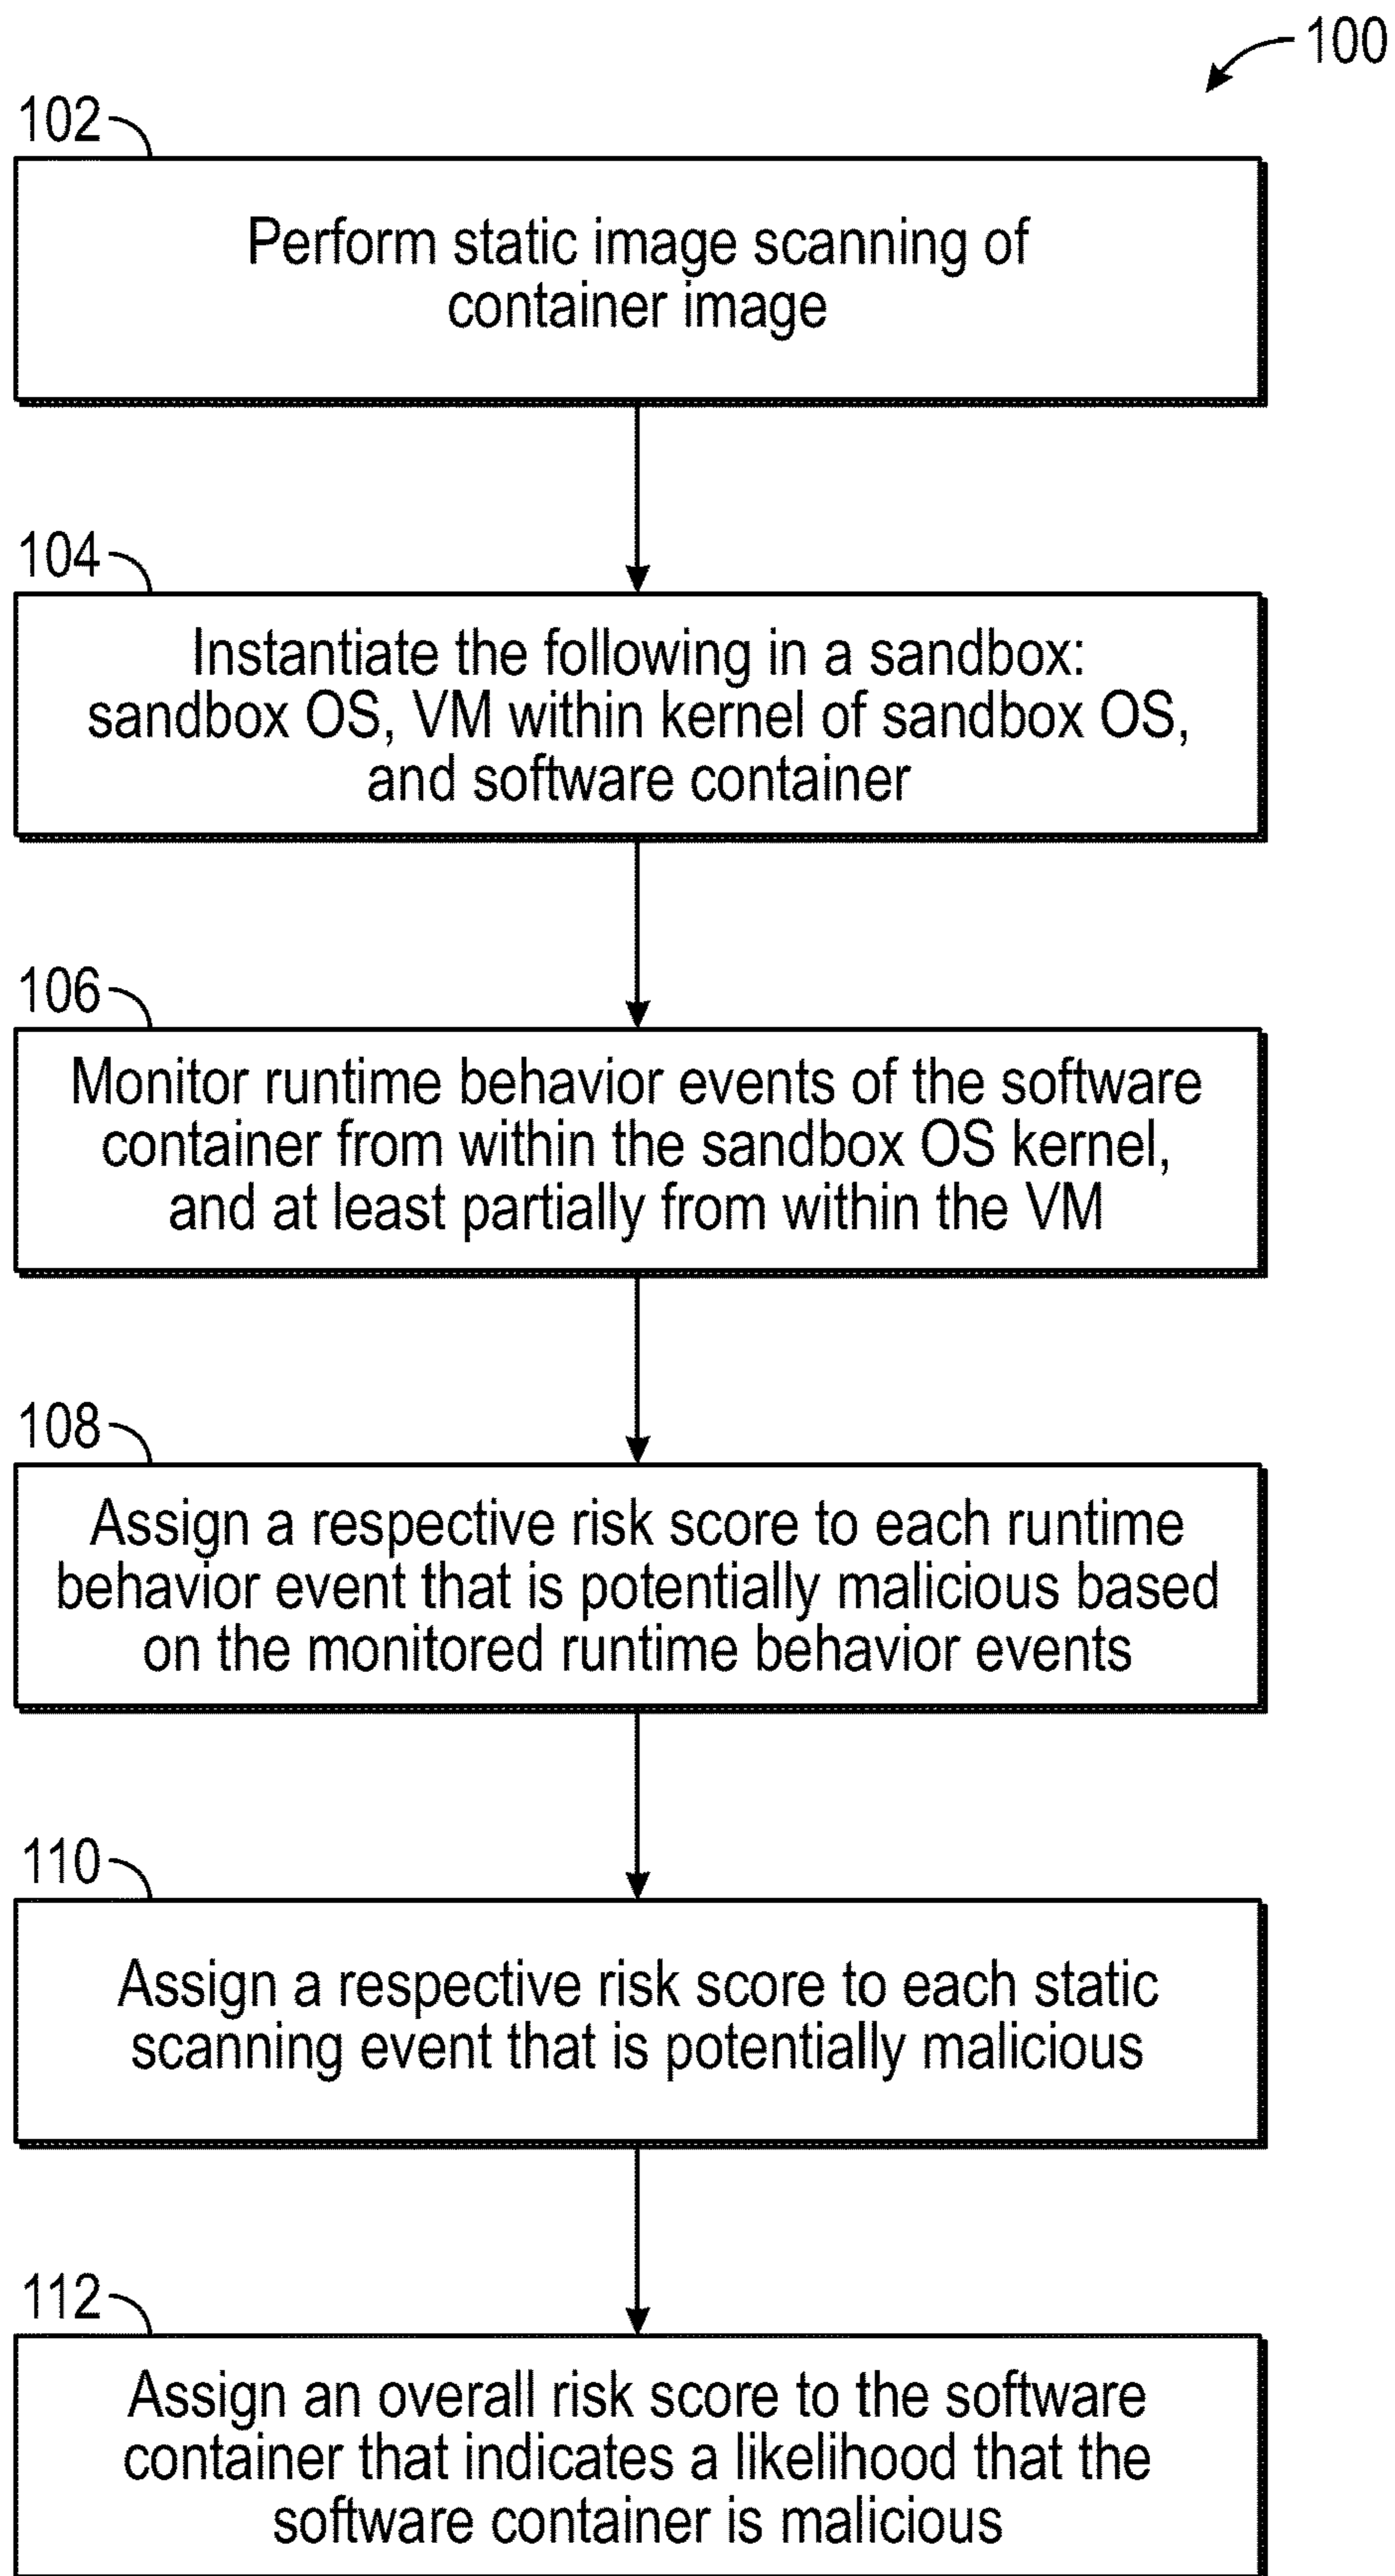 100
102
Perform static image scanning of
container image
104
Instantiate the following in a sandbox:
sandbox OS, VM within kernel of sandbox OS,
and software container
106
Monitor runtime behavior events of the software
container from within the sandbox OS kernel,
and at least partially from within the VM
108
Assign a respective risk score to each runtime
behavior event that is potentially malicious based
on the monitored runtime behavior events
110
Assign a respective risk score to each static
scanning event that is potentially malicious
112
Assign an overall risk score to the software
container that indicates a likelihood that the
software container is malicious